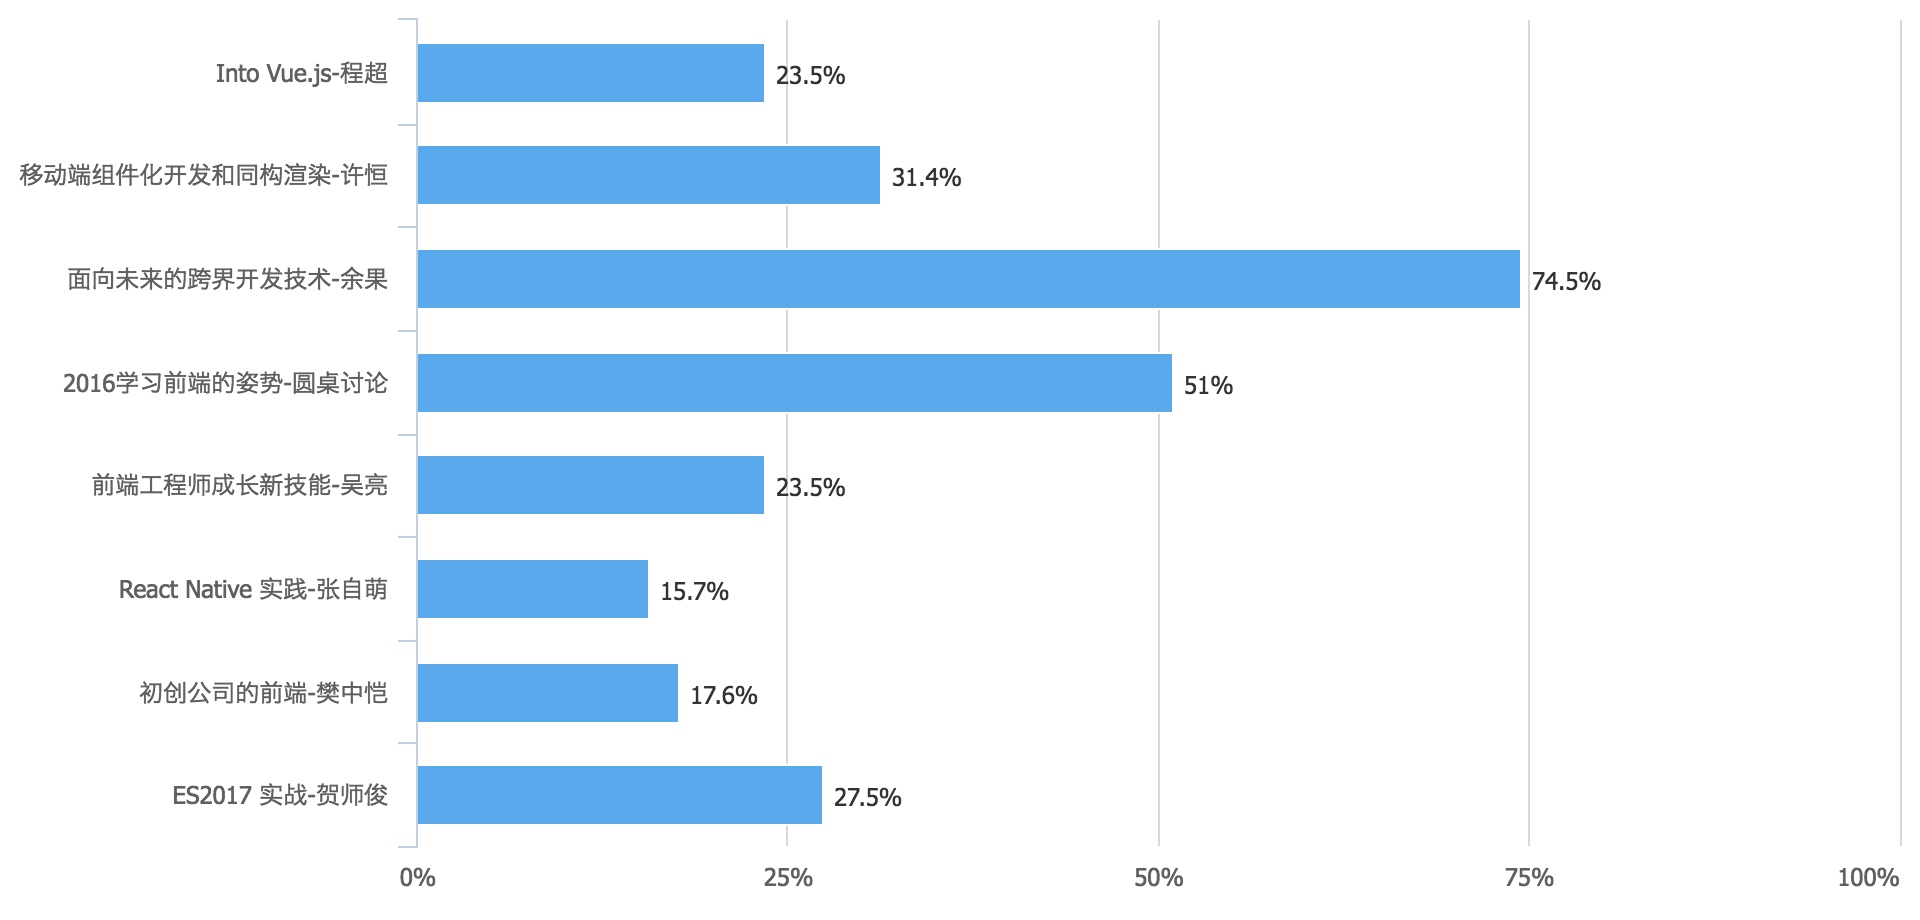 Into Vue.js-程超
23.5%
移动端组件化开发和同构渲染-许恒
31.4%
面向未来的跨界开发技术-余果
74.5%
2016学习前端的姿势-圆桌讨论
51%
前端工程师成长新技能-吴亮
23.5%
React Native 实践-张自萌
15.7%
初创公司的前端-樊中恺
17.6%
ES2017 实战-贺师俊
27.5%
0%
25%
50%
75%
100%